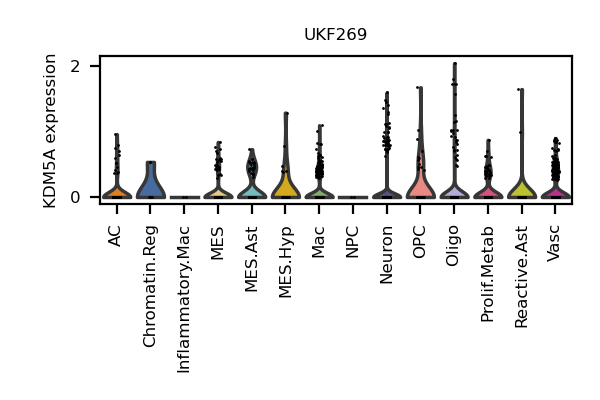 UKF269
KDM5A expression
2
0
AC
Chromatin.Reg
Inflammatory.Mac
MES
MES.Ast
MES.Hyp
Mac
NPC
Neuron
OPC
Oligo
Prolif.Metab
Reactive.Ast
Vasc